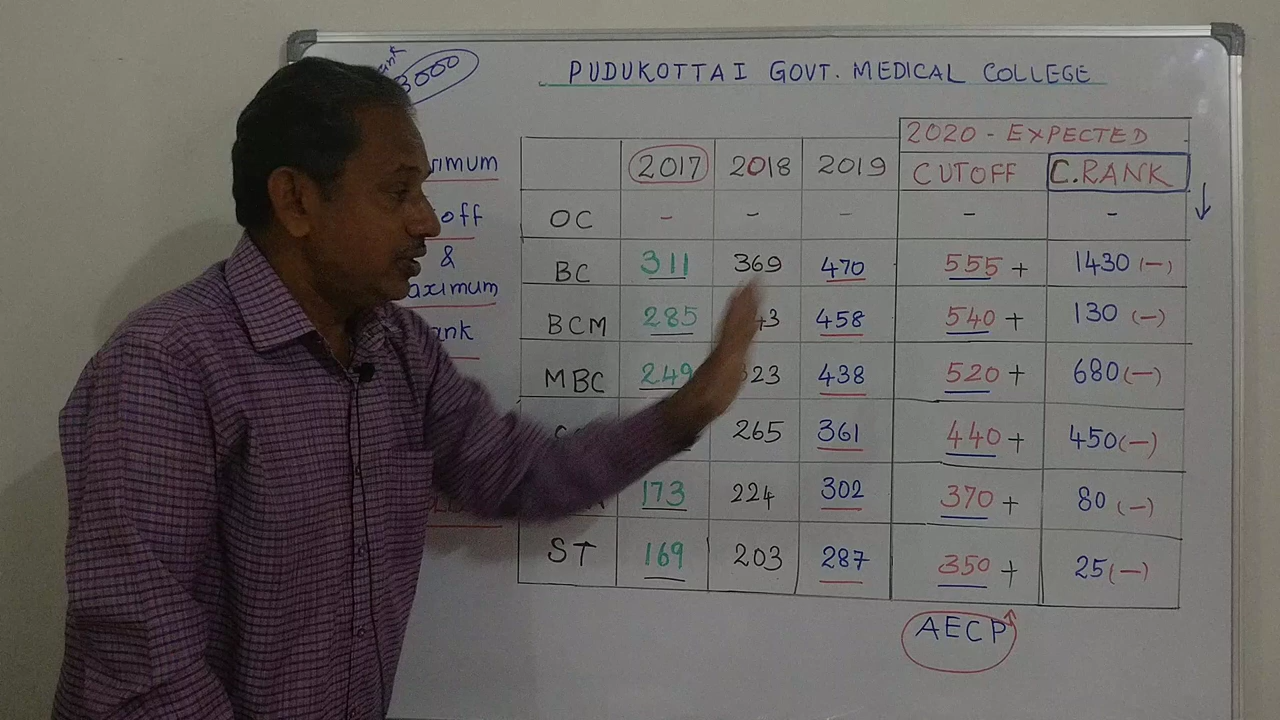 3000
PUDUKOTTAI GOVT. MEDICAL COLLEGE
2020 - EXPECTED
2017 2018 2019 CUTOFF C.RANK
OC - - - - -
BC 311 369 470 555 + 1430 (-)
&
BCM 285 458 540 + 130 (-)
MBC 249 438 520 + 680 (-)
265 361 440 + 450 (-)
173 224 302 370 + 80 (-)
ST 169 203 287 350 + 25 (-)
AECP